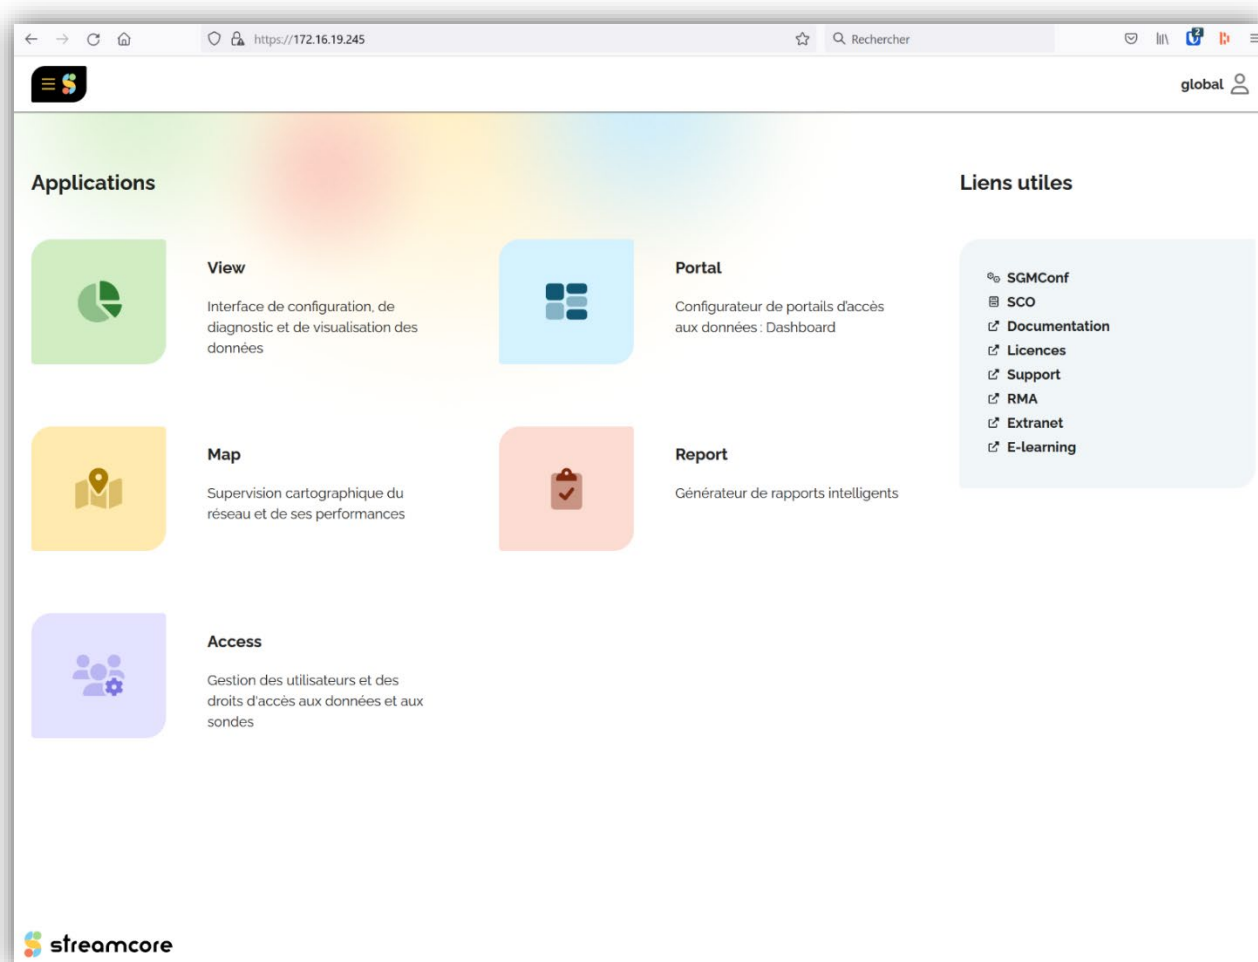 https://172.16.19.245
Rechercher
2
global
Applications
Liens utiles
View
Interface de configuration, de
diagnostic et de visualisation des
données
Portal
Configurateur de portails d'accès
aux données : Dashboard
SGMConf
SCO
Documentation
Licences
Support
RMA
Extranet
E-learning
Map
Supervision cartographique du
réseau et de ses performances
Report
Générateur de rapports intelligents
Access
Gestion des utilisateurs et des
droits d'accès aux données et aux
sondes
streamcore